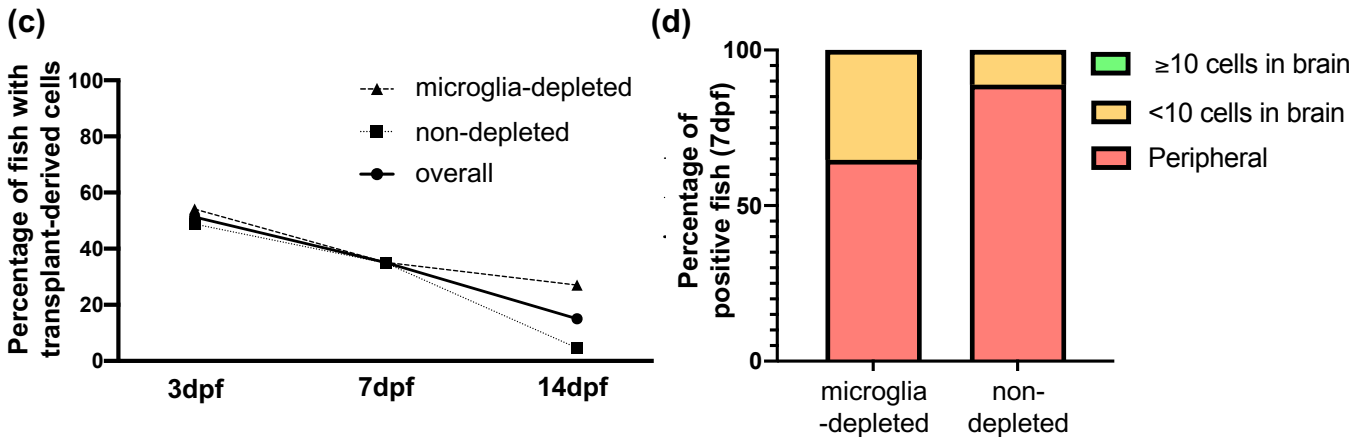 (c)
Percentage of fish with
transplant-derived cells
100
80
60
40
20
0
3dpf
7dpf
14dpf
microglia-depleted
non-depleted
overall
(d)
Percentage of
positive fish (7dpf)
100
50
0
microglia
-depleted
non-
depleted
≥10 cells in brain
<10 cells in brain
Peripheral